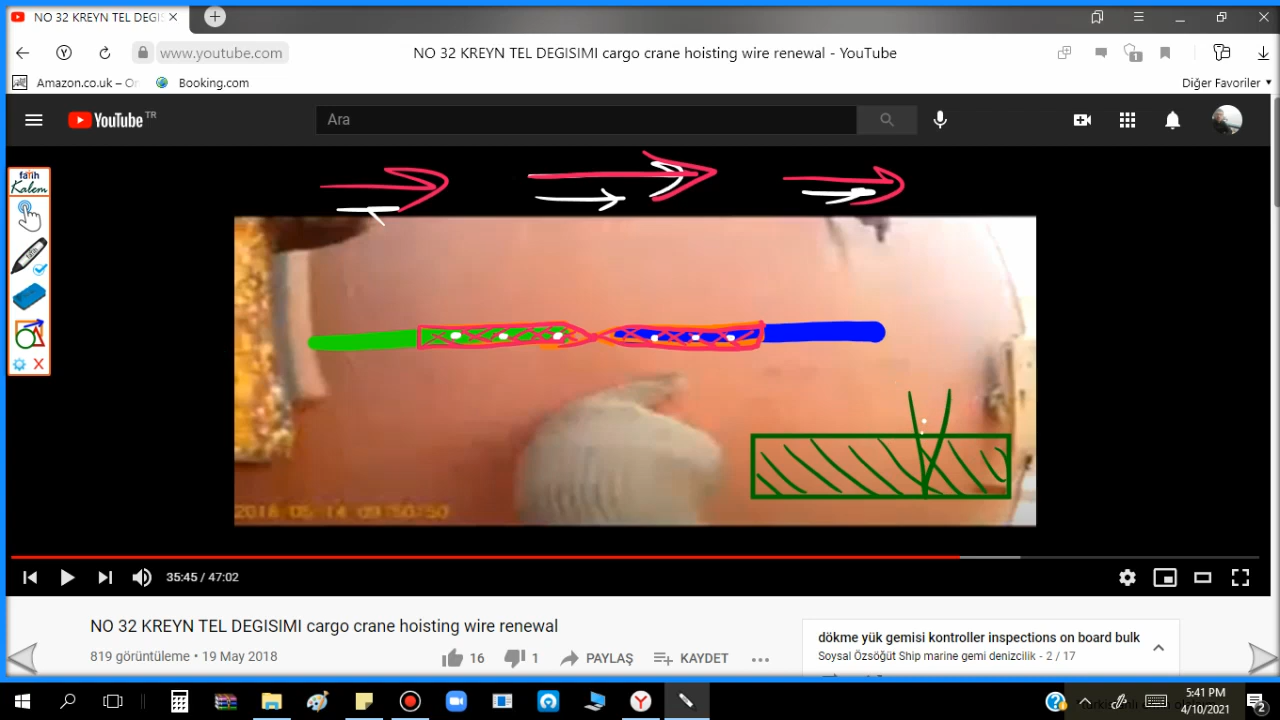 NO 32 KREYN TEL DEGIS
www.youtube.com
NO 32 KREYN TEL DEGISIMI cargo crane hoisting wire renewal - YouTube
1
Amazon.co.uk – O
Booking.com
Diğer Favoriler
YouTube TR
Ara
fatih
Kalem
2018 05 14 09:50:50
35:45 / 47:02
NO 32 KREYN TEL DEGISIMI cargo crane hoisting wire renewal
819 görüntüleme • 19 May 2018
16
1
PAYLAŞ
KAYDET
dökme yük gemisi kontroller inspections on board bulk
Soysal Özsöğüt Ship marine gemi denizcilik - 2 / 17
5:41 PM
4/10/2021
2